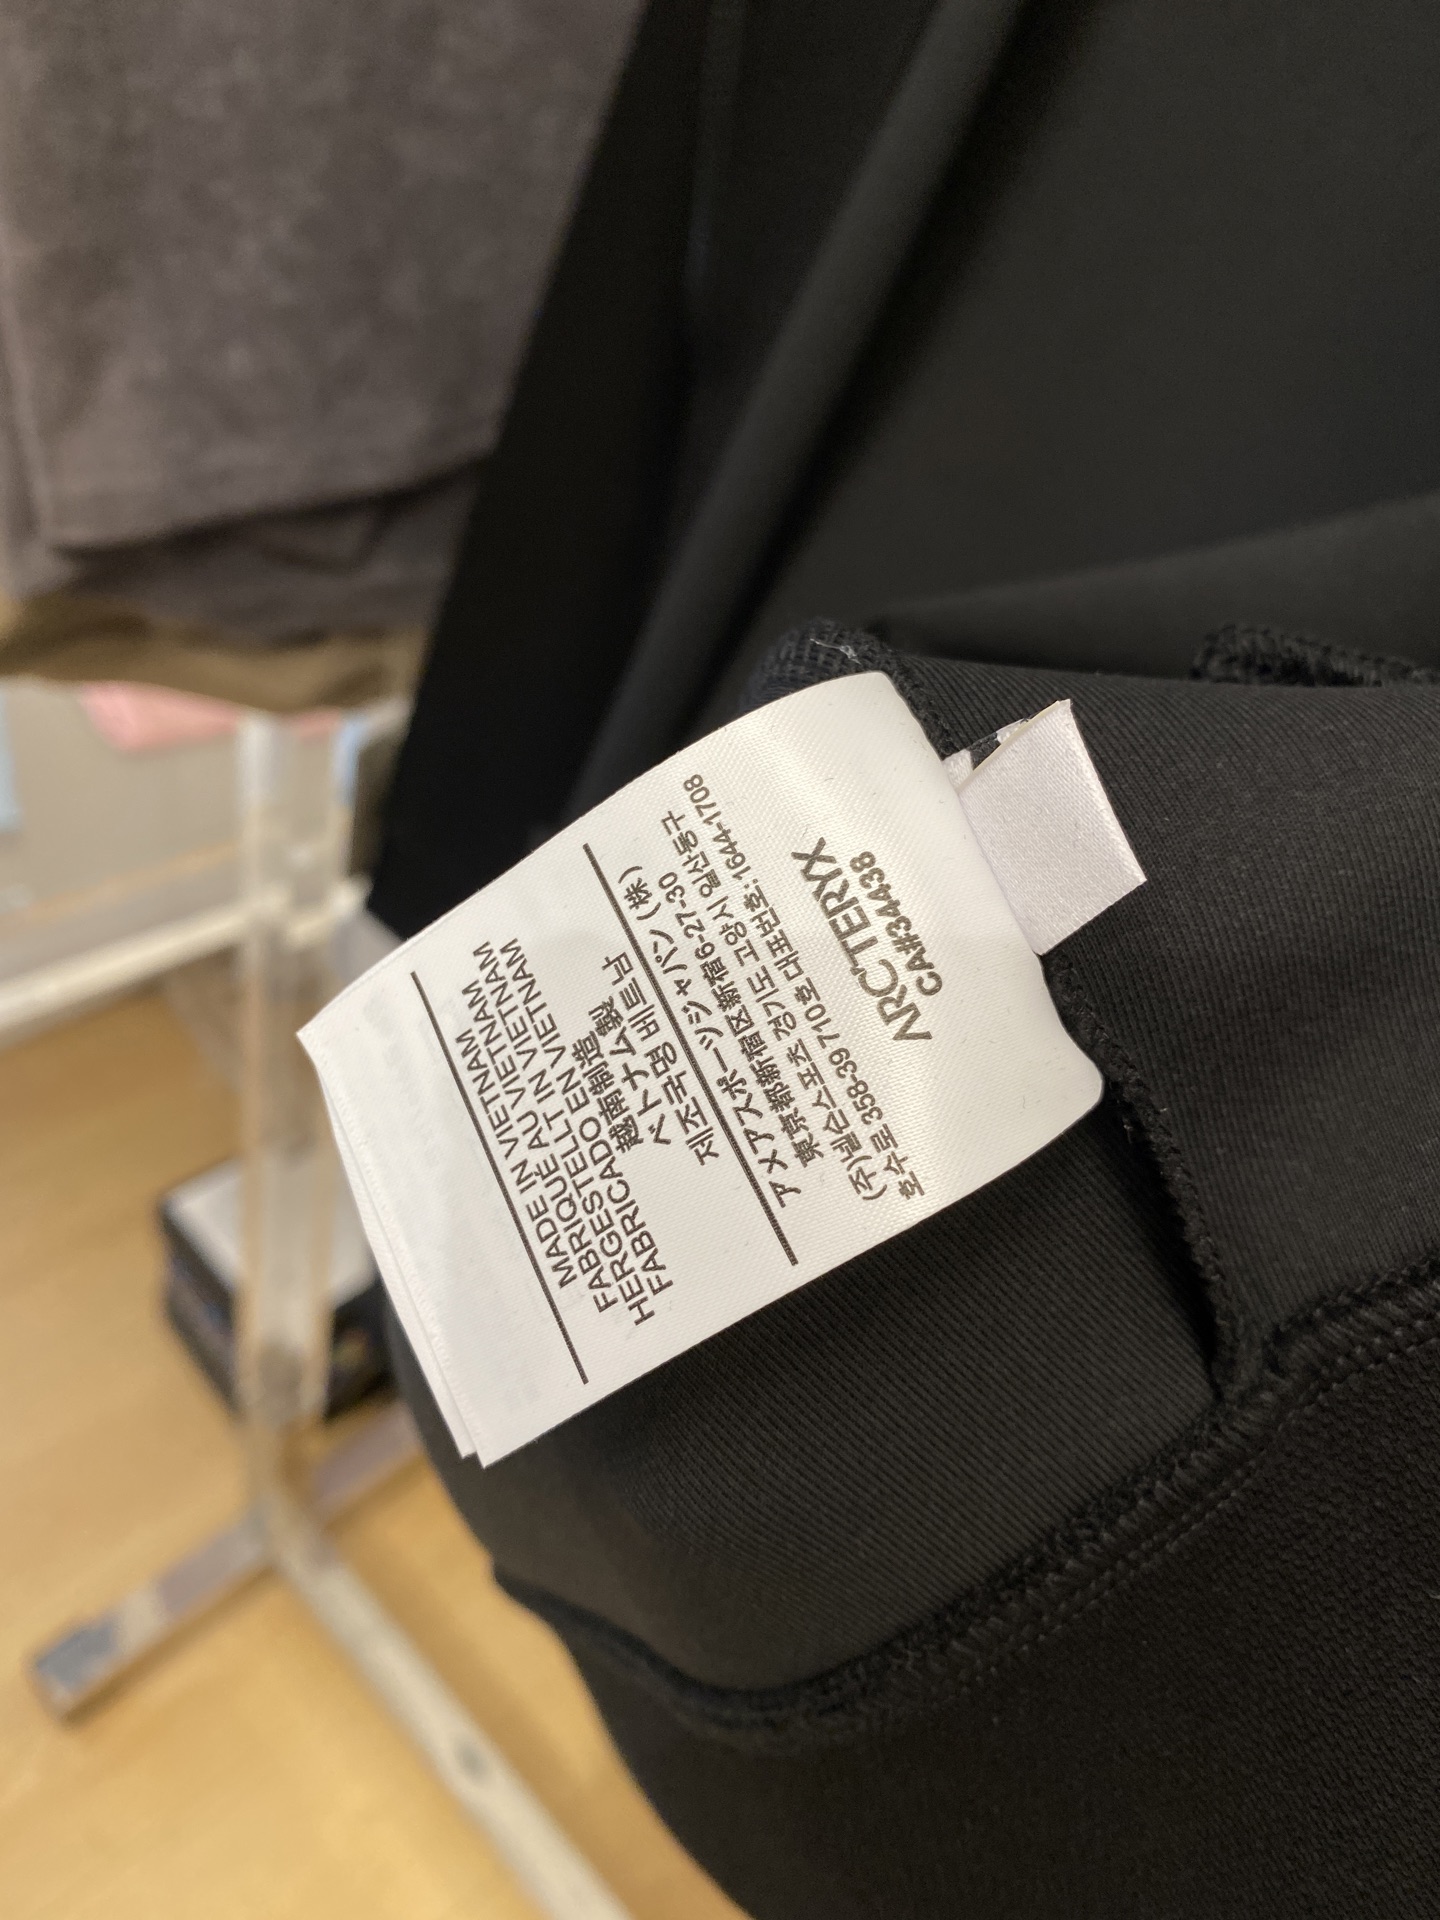 MADE IN VIETNAM
FABRIQUÉ AU VIETNAM
HERGESTELLT IN VIETNAM
FABRICADO EN VIETNAM
越南制造
ベトナム製
제조국명 베트남
アメアスポーツジャパン（株）
東京都新宿区新宿6-27-30
(주)넬슨스포츠 경기도 고양시 일산동구
호수로 358-39 710호 대표번호: 1644-1708
ARC'TERYX
CA#34438